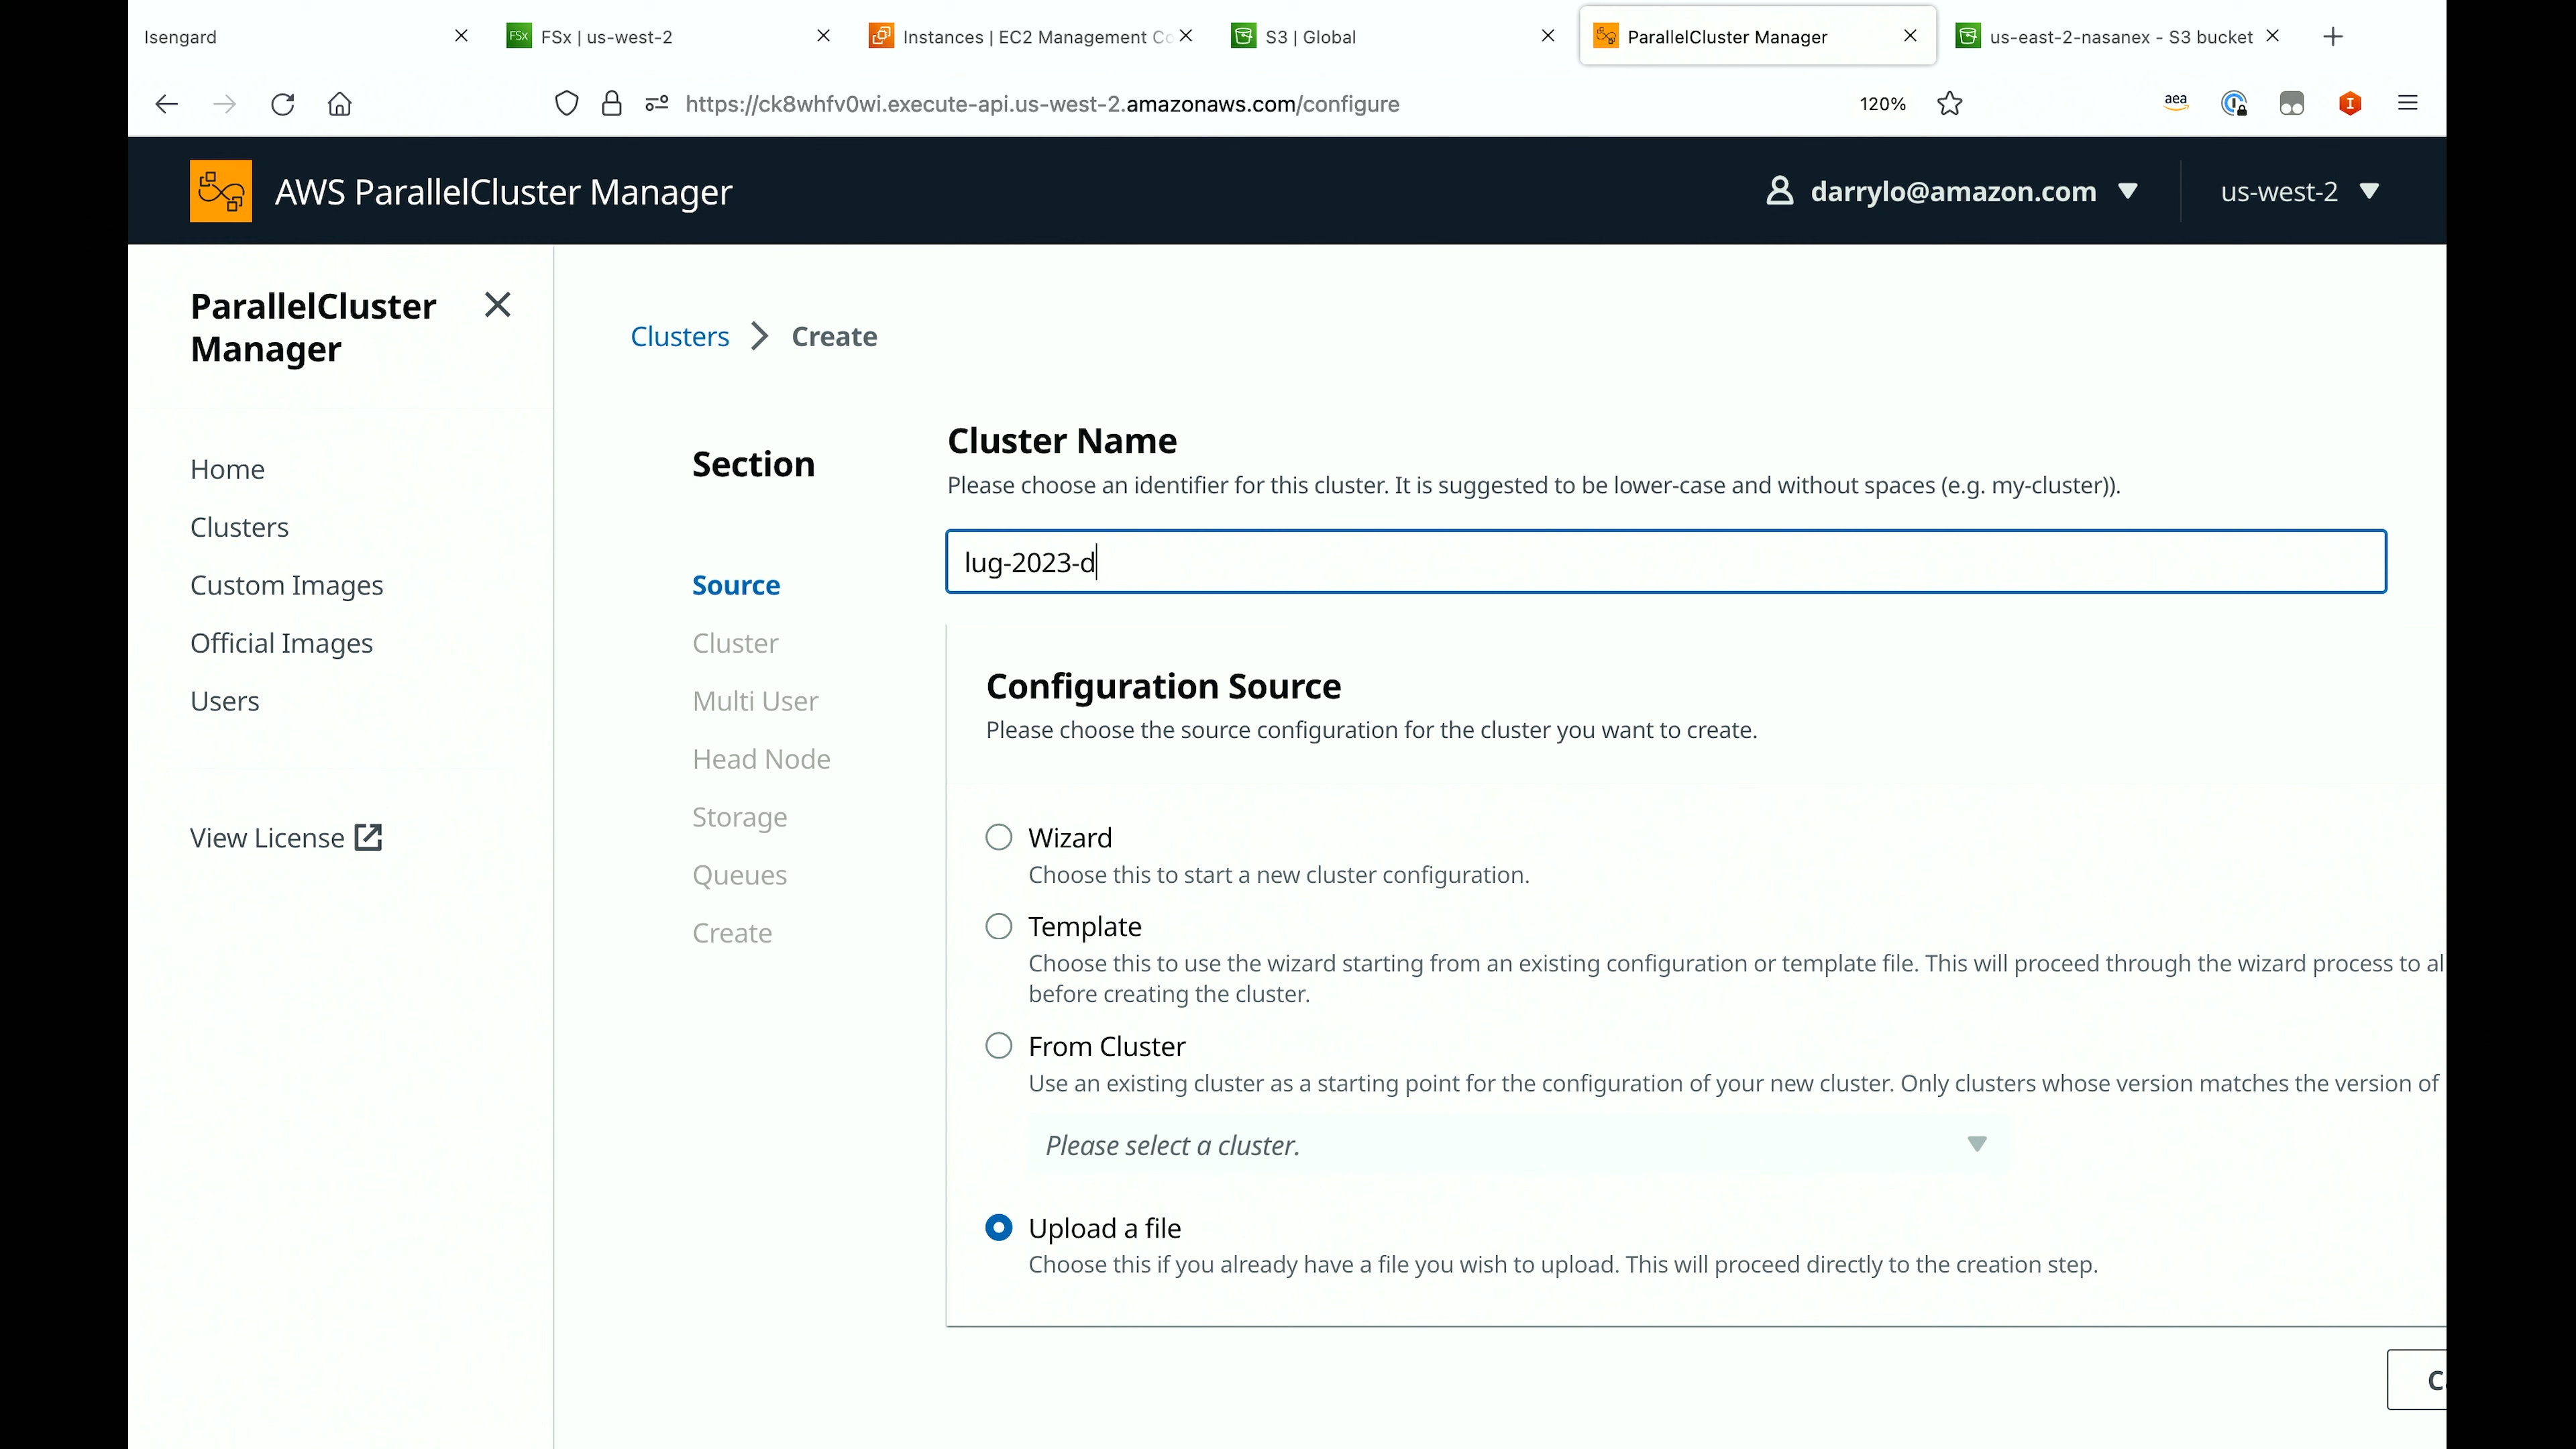 Isengard
FSx | us-west-2
Instances | EC2 Management Co
S3 | Global
ParallelCluster Manager
us-east-2-nasanex - S3 bucket
https://ck8whfv0wi.execute-api.us-west-2.amazonaws.com/configure
120%
aea
AWS ParallelCluster Manager
darrylo@amazon.com
us-west-2
ParallelCluster
Manager
Home
Clusters
Custom Images
Official Images
Users
View License
Clusters > Create
Section
Source
Cluster
Multi User
Head Node
Storage
Queues
Create
Cluster Name
Please choose an identifier for this cluster. It is suggested to be lower-case and without spaces (e.g. my-cluster)).
lug-2023-d
Configuration Source
Please choose the source configuration for the cluster you want to create.
Wizard
Choose this to start a new cluster configuration.
Template
Choose this to use the wizard starting from an existing configuration or template file. This will proceed through the wizard process to al
before creating the cluster.
From Cluster
Use an existing cluster as a starting point for the configuration of your new cluster. Only clusters whose version matches the version of
Please select a cluster.
Upload a file
Choose this if you already have a file you wish to upload. This will proceed directly to the creation step.